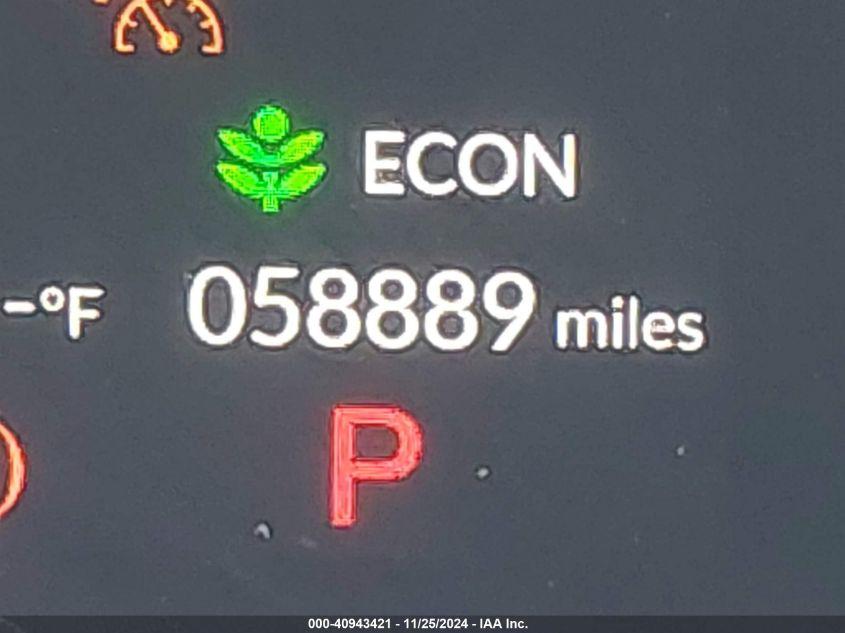 ECON
-°F 058889 miles
P
000-40943421 - 11/25/2024 - IAA Inc.